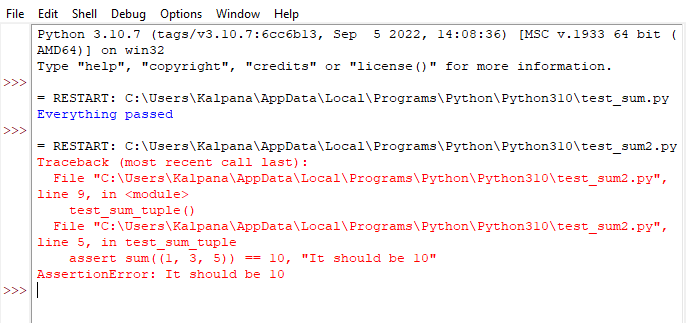 File Edit Shell Debug Options Window Help
Python 3.10.7 (tags/v3.10.7:6cc6b13, Sep  5 2022, 14:08:36) [MSC v.1933 64 bit (
AMD64)] on win32
Type "help", "copyright", "credits" or "license()" for more information.
>>>
= RESTART: C:\Users\Kalpana\AppData\Local\Programs\Python\Python310\test_sum.py
Everything passed
>>>
= RESTART: C:\Users\Kalpana\AppData\Local\Programs\Python\Python310\test_sum2.py
Traceback (most recent call last):
  File "C:\Users\Kalpana\AppData\Local\Programs\Python\Python310\test_sum2.py",
line 9, in <module>
    test_sum_tuple()
  File "C:\Users\Kalpana\AppData\Local\Programs\Python\Python310\test_sum2.py",
line 5, in test_sum_tuple
    assert sum((1, 3, 5)) == 10, "It should be 10"
AssertionError: It should be 10
>>>